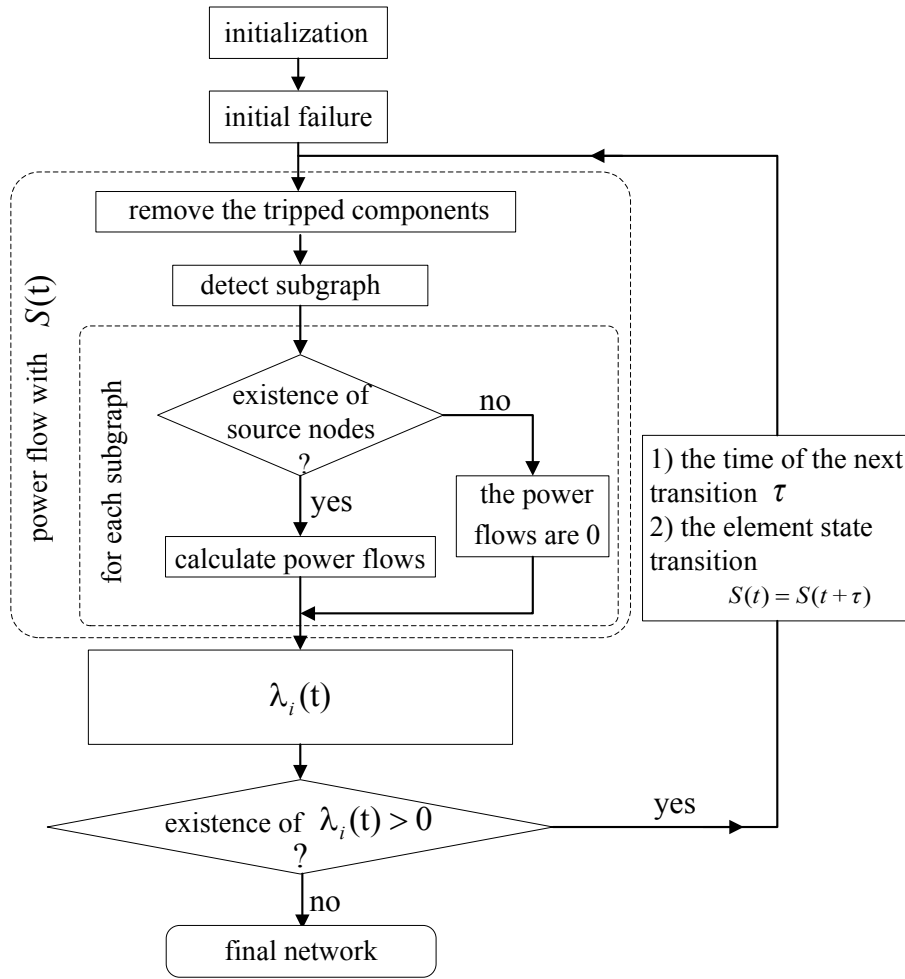 initialization
initial failure
remove the tripped components
detect subgraph
power flow with S(t)
for each subgraph
existence of
source nodes
?
no
yes
the power
flows are 0
calculate power flows
1) the time of the next
transition τ
2) the element state
transition
S(t) = S(t + τ)
λᵢ(t)
existence of λᵢ(t) > 0
?
yes
no
final network